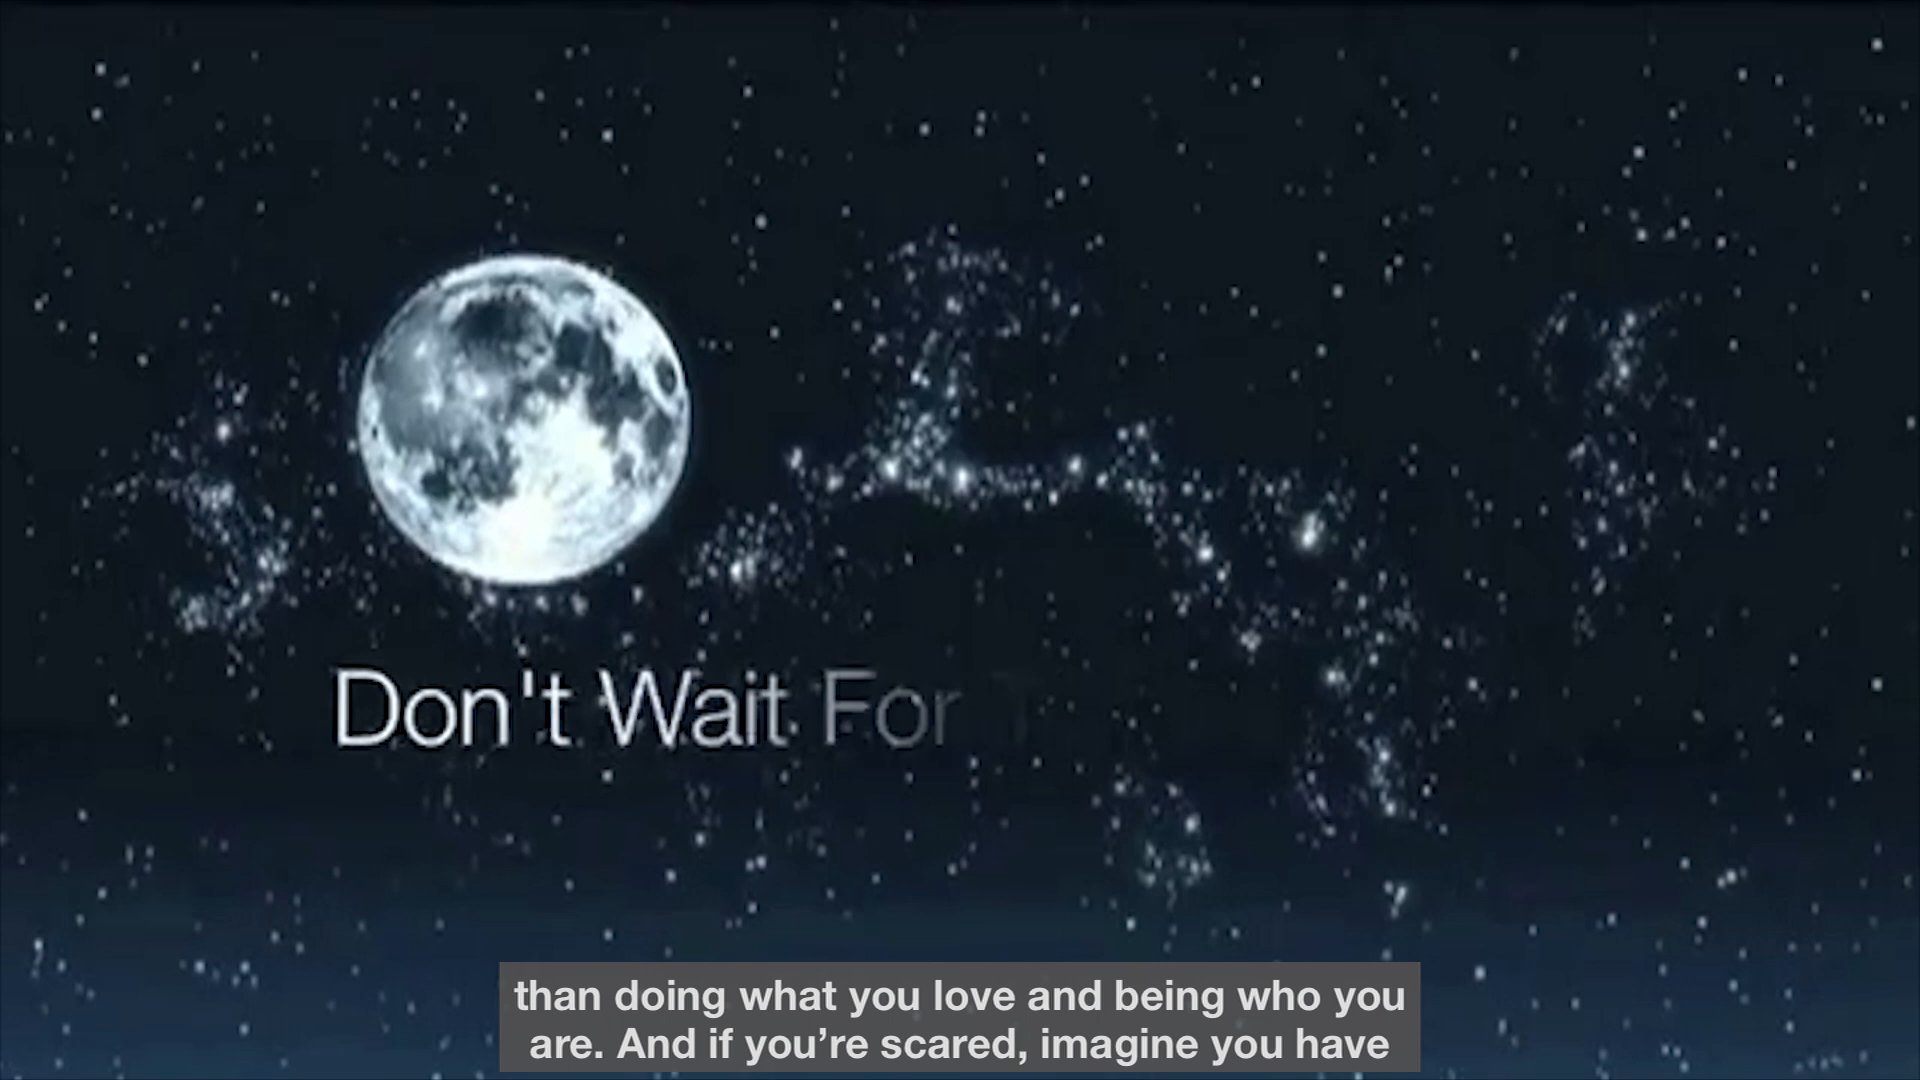 Don't Wait For T
than doing what you love and being who you
are. And if you’re scared, imagine you have